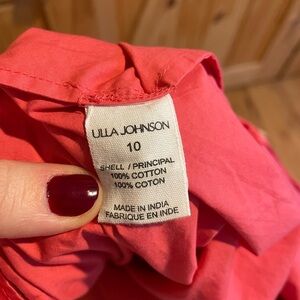 ULLA JOHNSON
10
SHELL / PRINCIPAL
100% COTTON
100% COTON
MADE IN INDIA
FABRIQUE EN INDE